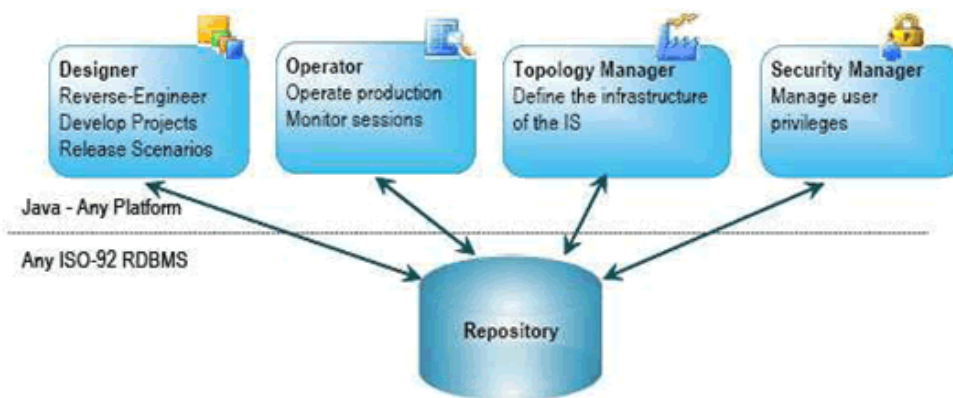 Designer
Reverse-Engineer
Develop Projects
Release Scenarios
Operator
Operate production
Monitor sessions
Topology Manager
Define the infrastructure
of the IS
Security Manager
Manage user
privileges
Java - Any Platform
Any ISO-92 RDBMS
Repository